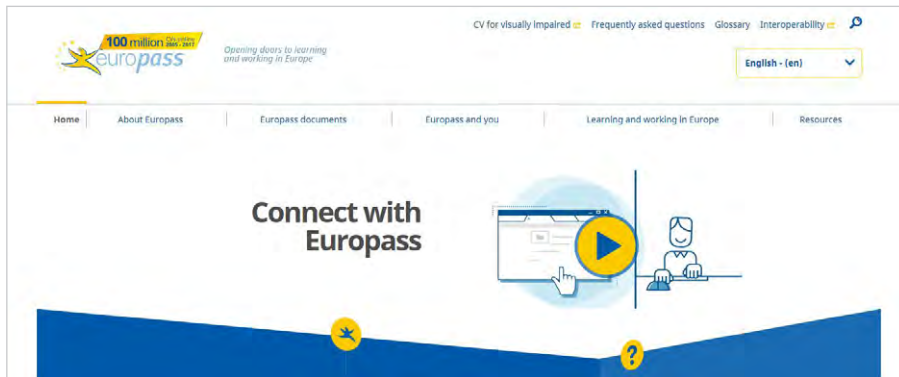 CV for visually impaired Frequently asked questions Glossary Interoperability
100 million CVs online 2005 - 2017
europass
Opening doors to learning
and working in Europe
English - (en)
Home About Europass Europass documents Europass and you Learning and working in Europe Resources
Connect with
Europass
?